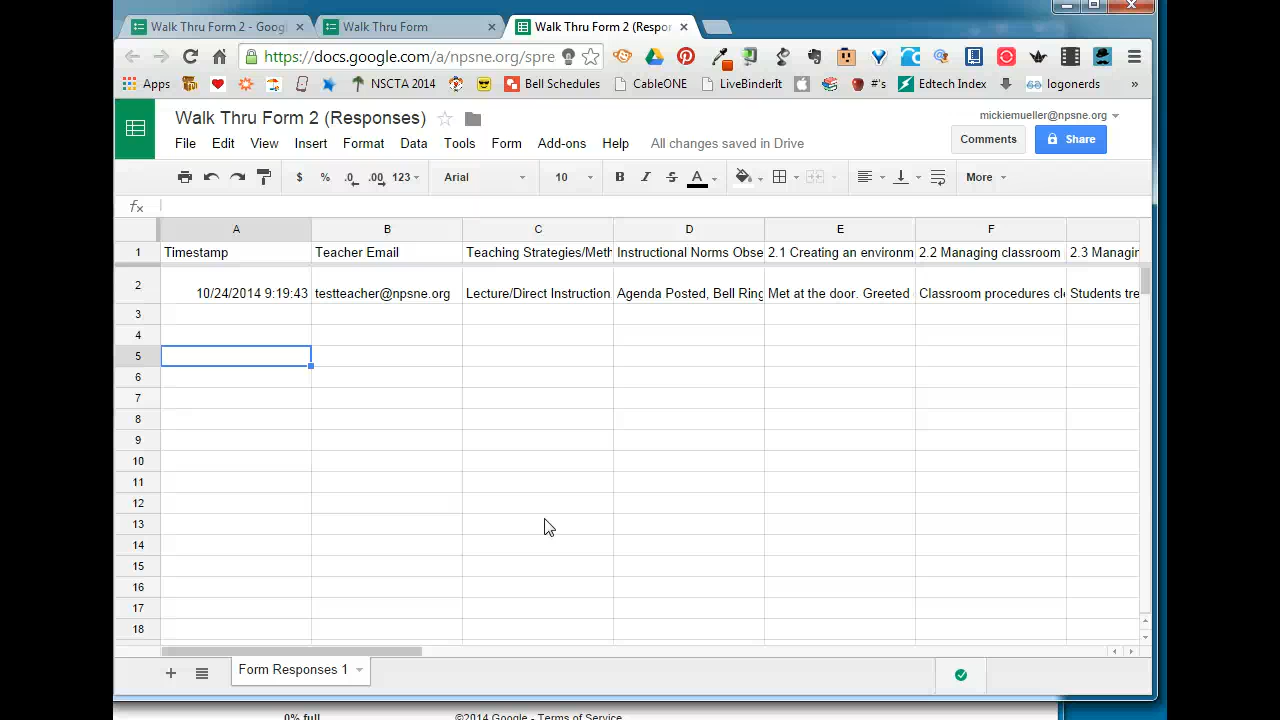 Walk Thru Form 2 - Googl
Walk Thru Form
Walk Thru Form 2 (Respor
https://docs.google.com/a/npsne.org/spre
Apps
NSCTA 2014
Bell Schedules
CableONE
LiveBinderIt
#'s
Edtech Index
logonerds
»
Walk Thru Form 2 (Responses)
mickiemueller@npsne.org
File Edit View Insert Format Data Tools Form Add-ons Help All changes saved in Drive
Comments
Share
$ % .0 .00 123 Arial 10 B I S A More
fx
A B C D E F
1 Timestamp Teacher Email Teaching Strategies/Meth Instructional Norms Obse 2.1 Creating an environm 2.2 Managing classroom 2.3 Managin
2 10/24/2014 9:19:43 testteacher@npsne.org Lecture/Direct Instruction, Agenda Posted, Bell Ring Met at the door. Greeted Classroom procedures cle Students tre
3
4
5
6
7
8
9
10
11
12
13
14
15
16
17
18
+ Form Responses 1
0% full ©2014 Google - Terms of Service